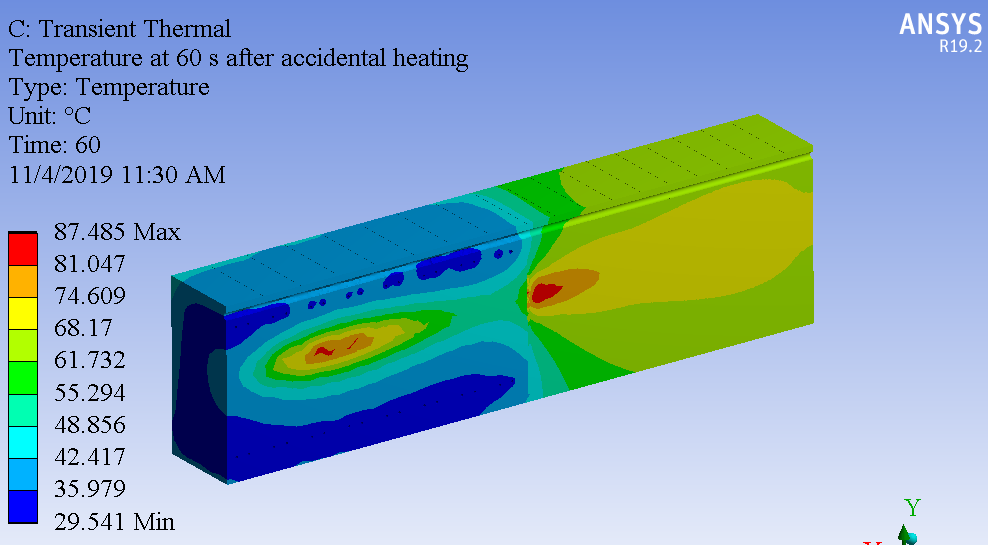 C: Transient Thermal
Temperature at 60 s after accidental heating
Type: Temperature
Unit: °C
Time: 60
11/4/2019 11:30 AM
ANSYS
R19.2
87.485 Max
81.047
74.609
68.17
61.732
55.294
48.856
42.417
35.979
29.541 Min
Y